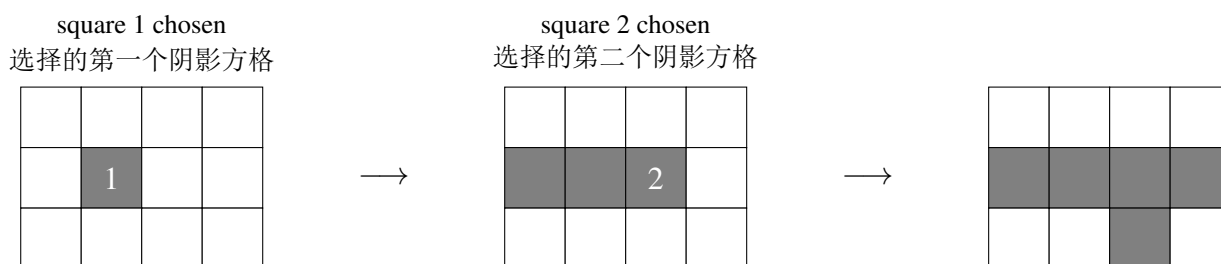 square 1 chosen
选择的第一个阴影方格
square 2 chosen
选择的第二个阴影方格
1
2